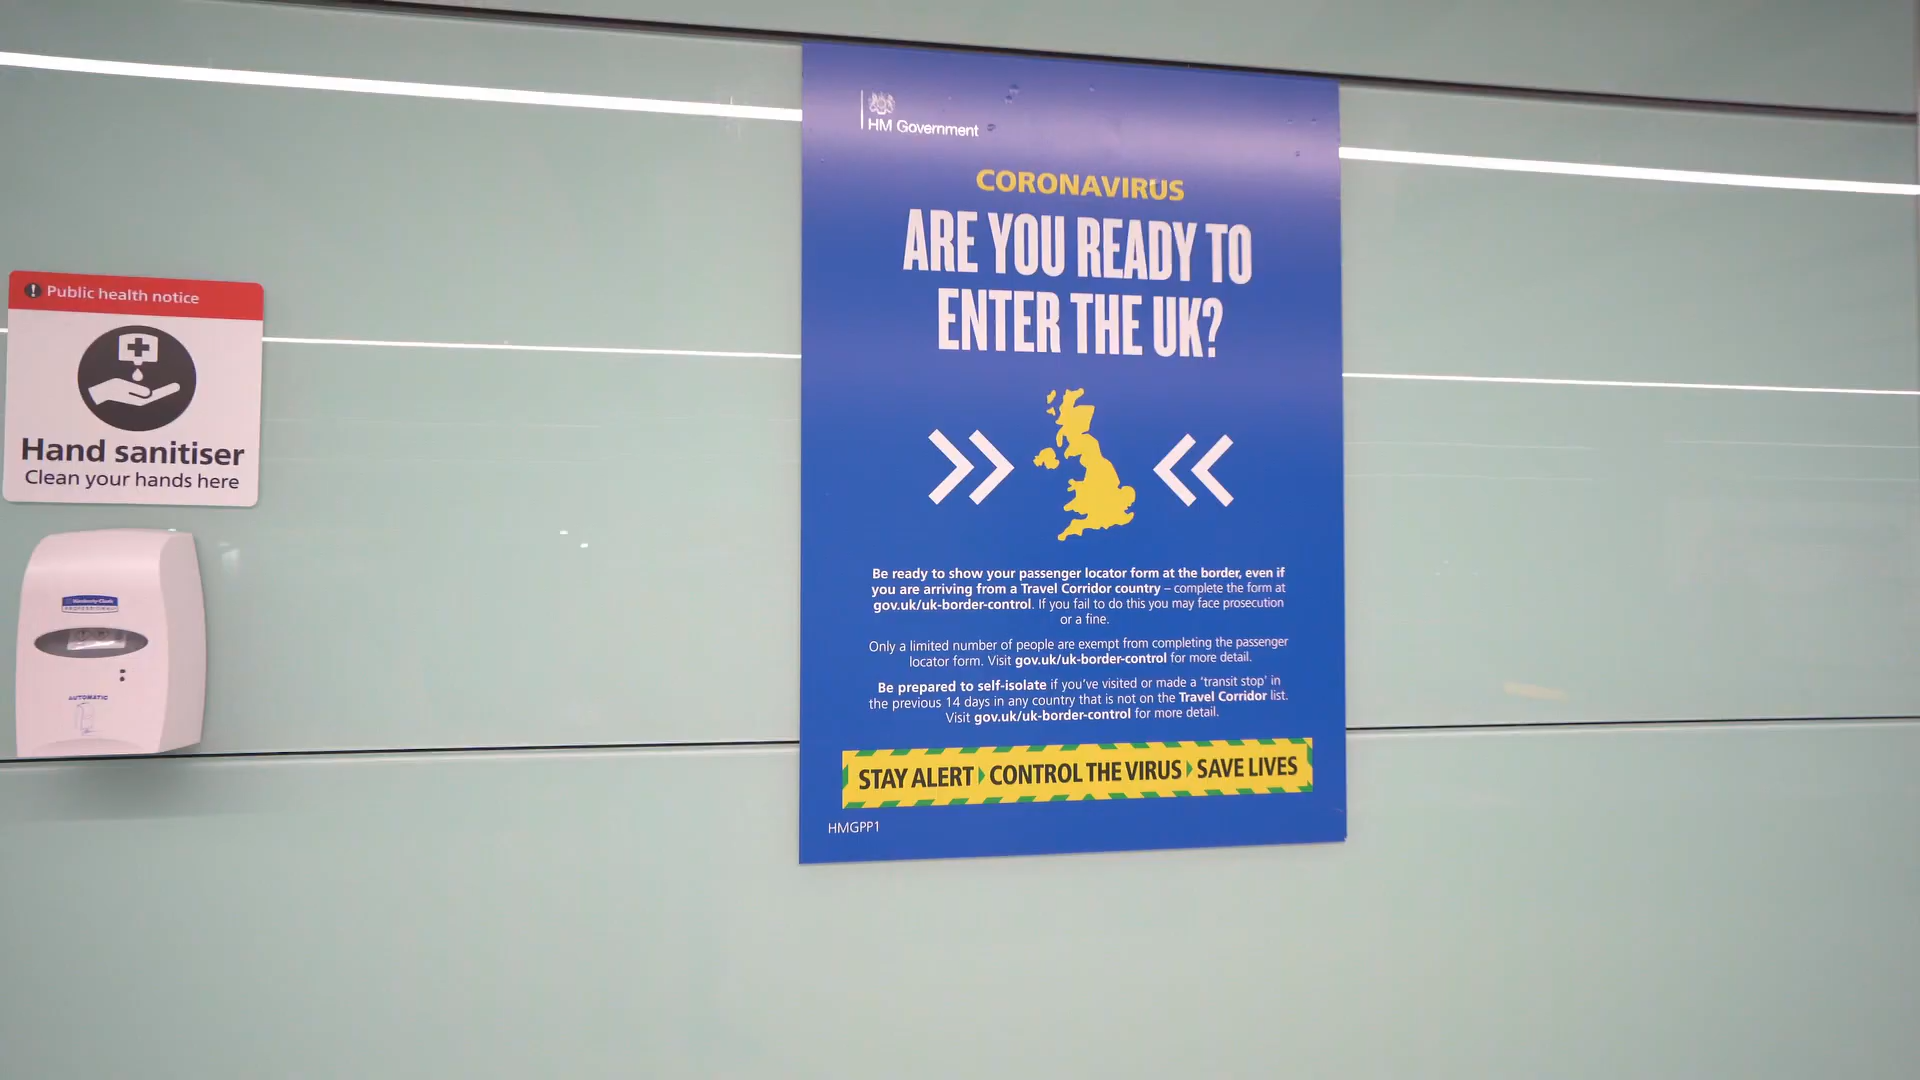 Public health notice
Hand sanitiser
Clean your hands here
Kimberly-Clark
PROFESSIONAL
AUTOMATIC
HM Government
CORONAVIRUS
ARE YOU READY TO
ENTER THE UK?
Be ready to show your passenger locator form at the border, even if
you are arriving from a Travel Corridor country – complete the form at
gov.uk/uk-border-control. If you fail to do this you may face prosecution
or a fine.
Only a limited number of people are exempt from completing the passenger
locator form. Visit gov.uk/uk-border-control for more detail.
Be prepared to self-isolate if you've visited or made a 'transit stop' in
the previous 14 days in any country that is not on the Travel Corridor list.
Visit gov.uk/uk-border-control for more detail.
STAY ALERT CONTROL THE VIRUS SAVE LIVES
HMGPP1